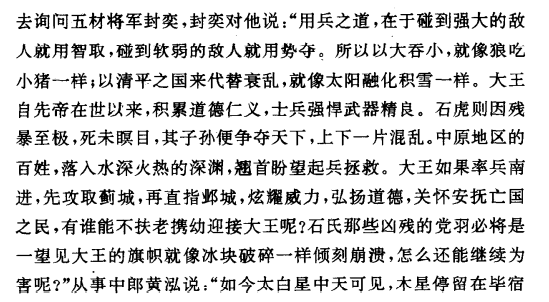 去询问五材将军封奕,封奕对他说:“用兵之道,在于碰到强大的敌
人就用智取,碰到软弱的敌人就用势夺。所以以大吞小,就像狼吃
小猪一样;以清平之国来代替衰乱,就像太阳融化积雪一样。大王
自先帝在世以来,积累道德仁义,士兵强悍武器精良。石虎则因残
暴至极,死未瞑目,其子孙便争夺天下,上下一片混乱。中原地区的
百姓,落入水深火热的深渊,翘首盼望起兵拯救。大王如果率兵南
进,先攻取蓟城,再直指邺城,炫耀威力,弘扬道德,关怀安抚亡国
之民,有谁能不扶老携幼迎接大王呢?石氏那些凶残的党羽必将是
一望见大王的旗帜就像冰块破碎一样倾刻崩溃,怎么还能继续为
害呢?”从事中郎黄泓说:“如今太白星中天可见,木星停留在毕宿